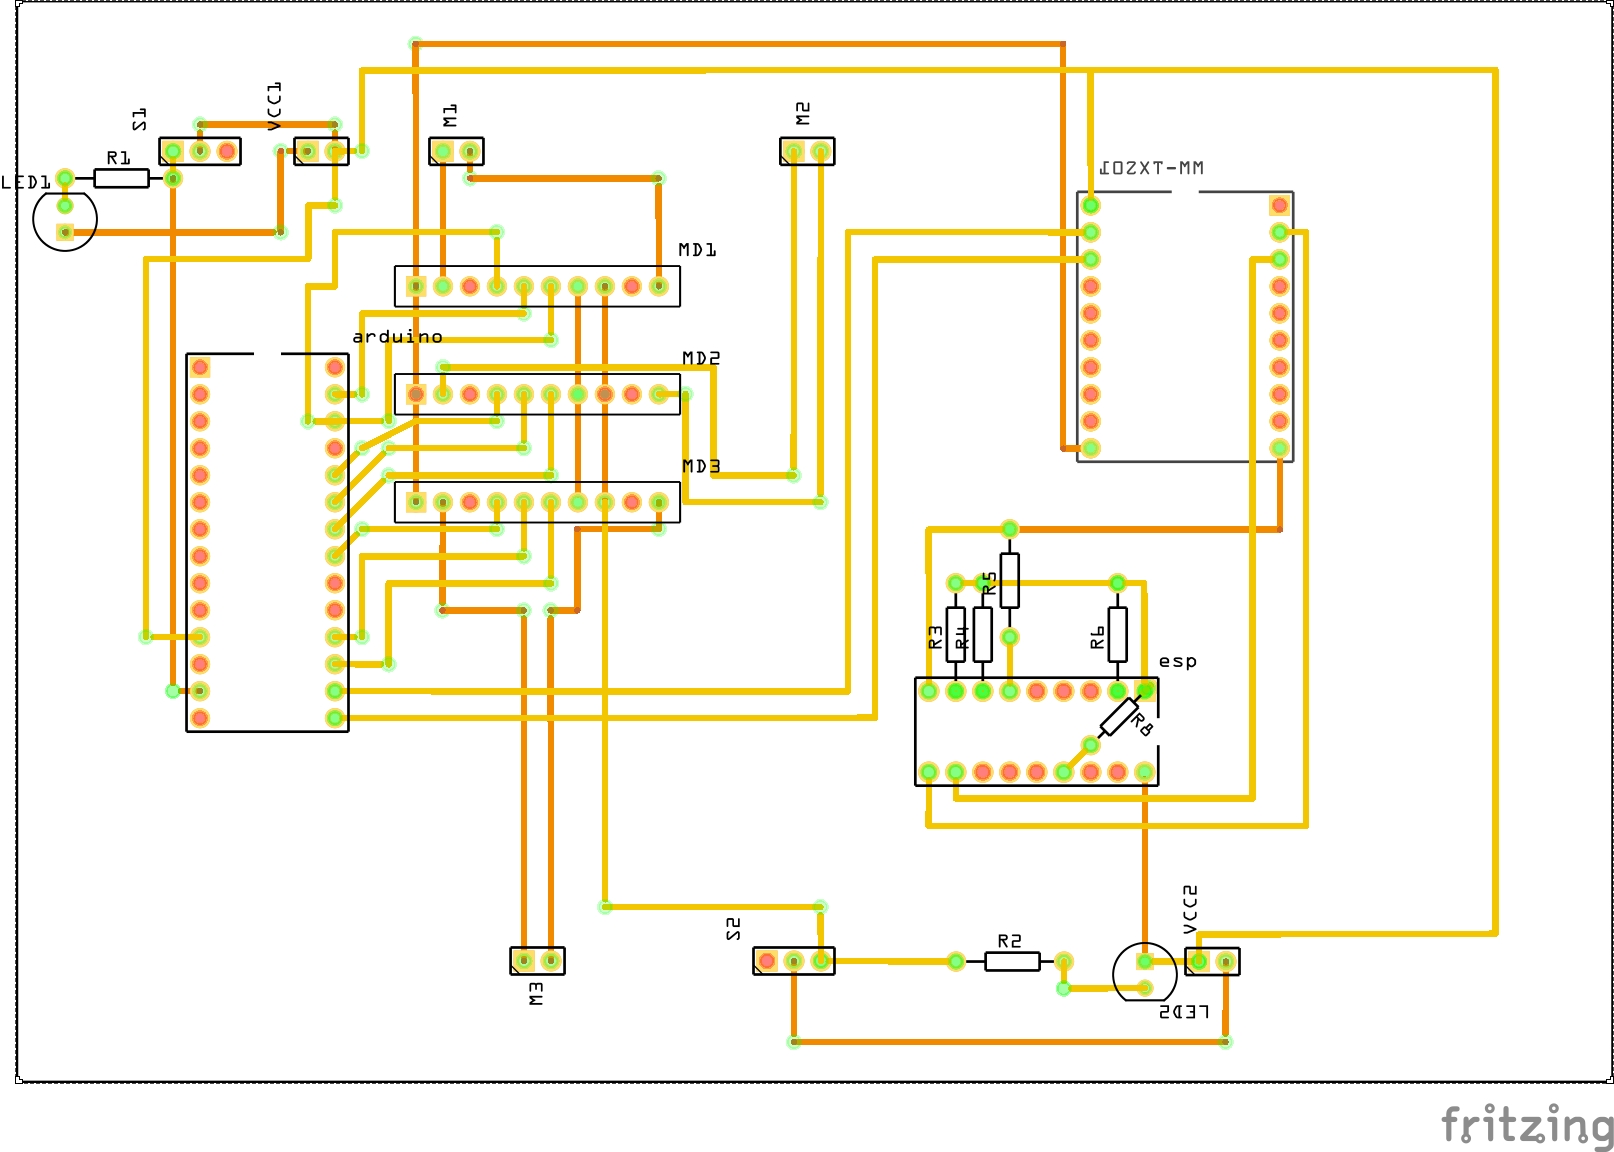 S1
VCC1
M1
M2
R1
MM-TXS01
LED1
MD1
arduino
MD2
MD3
R5
R3
R4
R6
esp
R8
VCC2
S2
R2
M3
LED2
fritzing